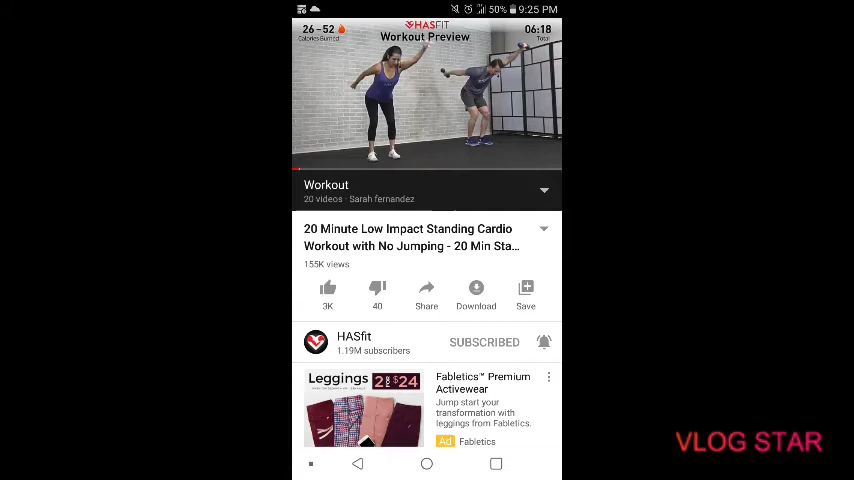 50% 9:25 PM
26 – 52
Calories Burned
HASFIT
Workout Preview
06:18
Total
Workout
20 videos · Sarah fernandez
20 Minute Low Impact Standing Cardio
Workout with No Jumping - 20 Min Sta...
155K views
3K
40
Share
Download
Save
HASfit
1.19M subscribers
SUBSCRIBED
Leggings 2 FOR $24
Fabletics™ Premium
Activewear
Jump start your
transformation with
leggings from Fabletics.
Ad Fabletics
VLOG STAR